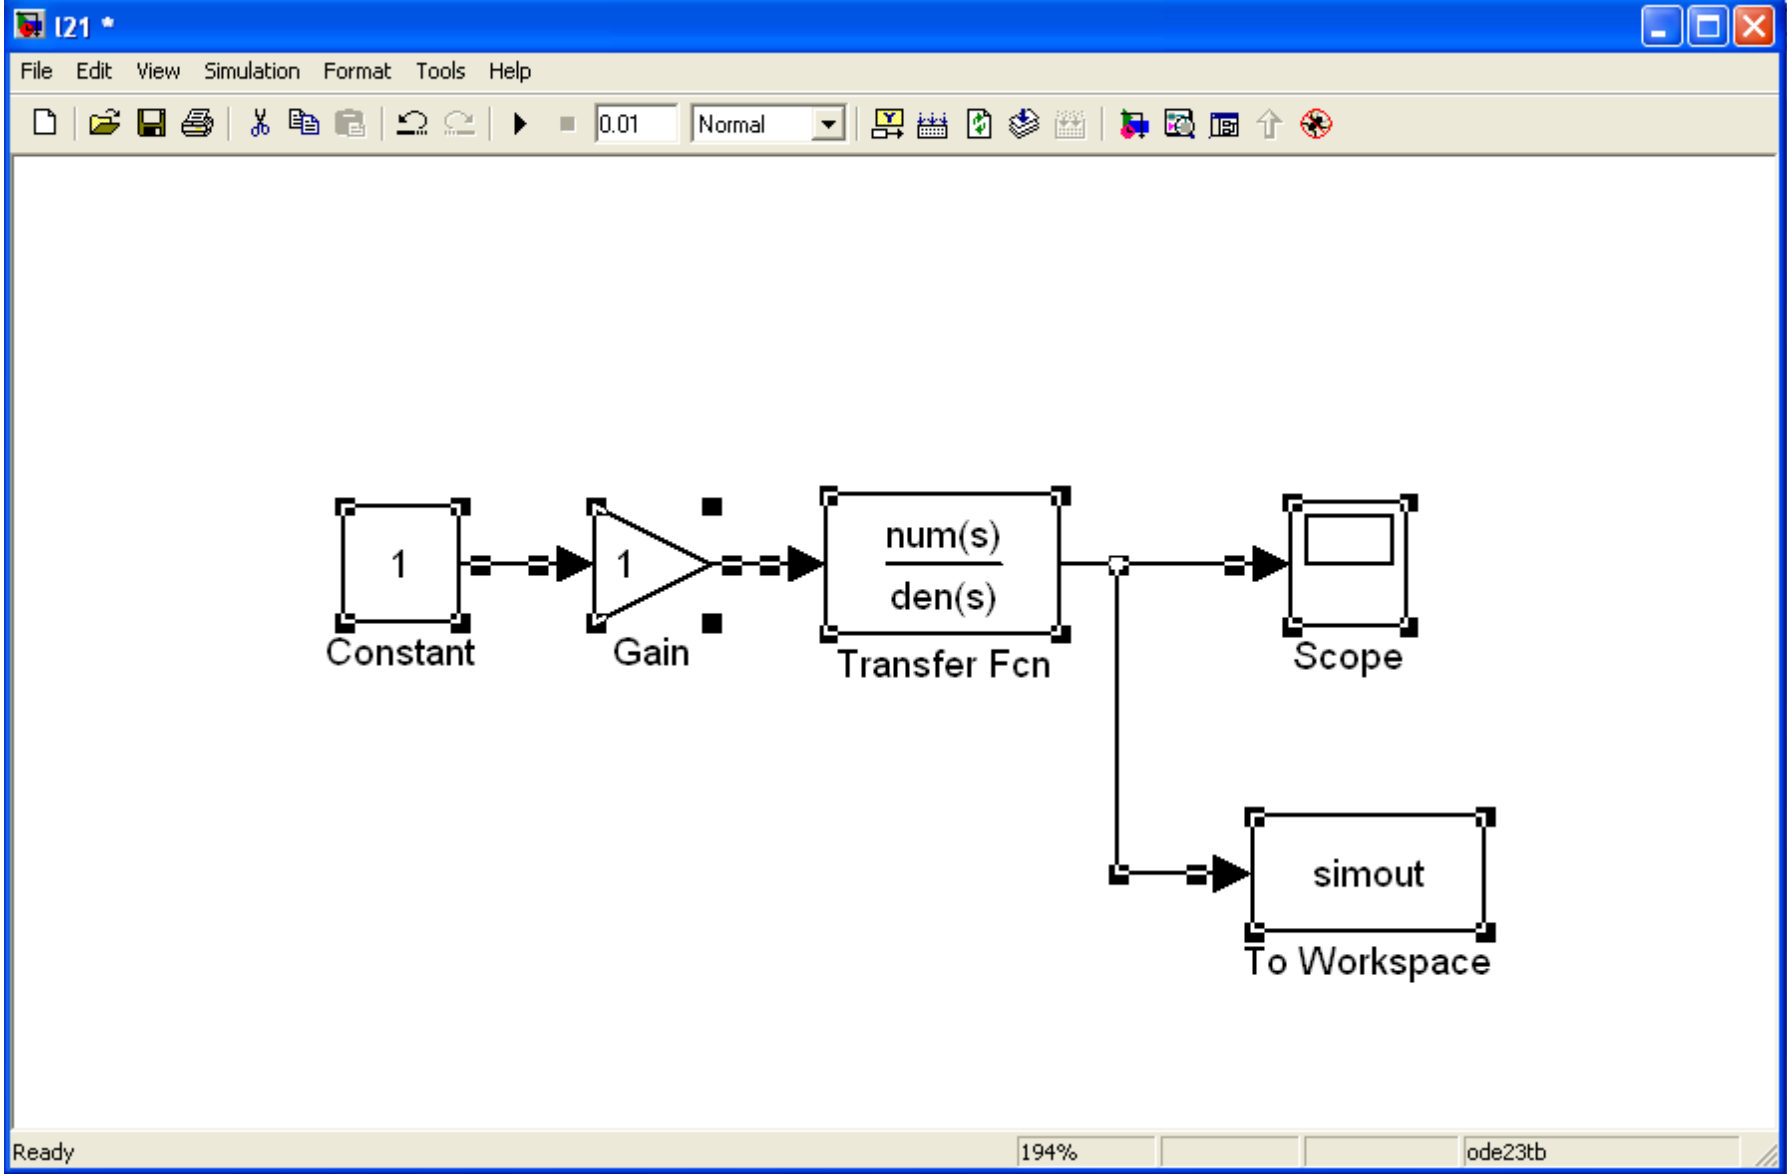 l21 *
File Edit View Simulation Format Tools Help
0.01 Normal
1
Constant
1
Gain
num(s)
den(s)
Transfer Fcn
Scope
simout
To Workspace
Ready 194% ode23tb